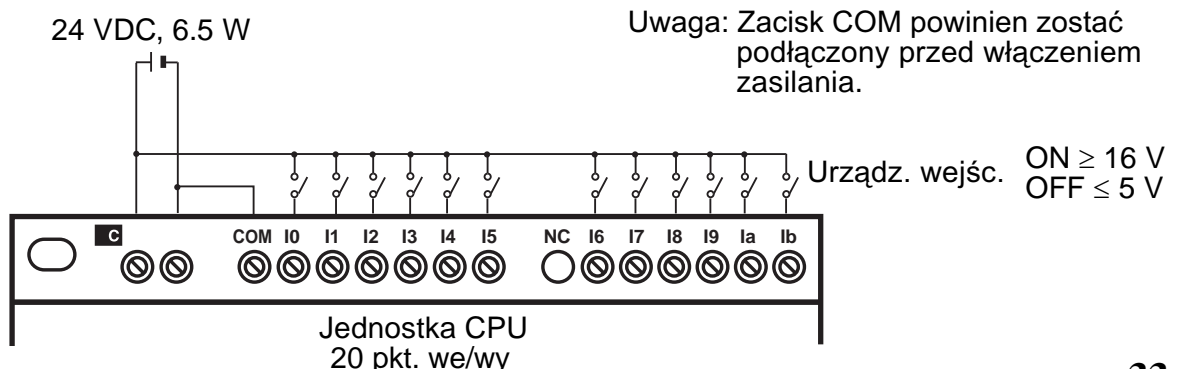 24 VDC, 6.5 W
Uwaga: Zacisk COM powinien zostać
podłączony przed włączeniem
zasilania.
Urządz. wejśc.
ON ≥ 16 V
OFF ≤ 5 V
C COM I0 I1 I2 I3 I4 I5 NC I6 I7 I8 I9 Ia Ib
Jednostka CPU
20 pkt. we/wy